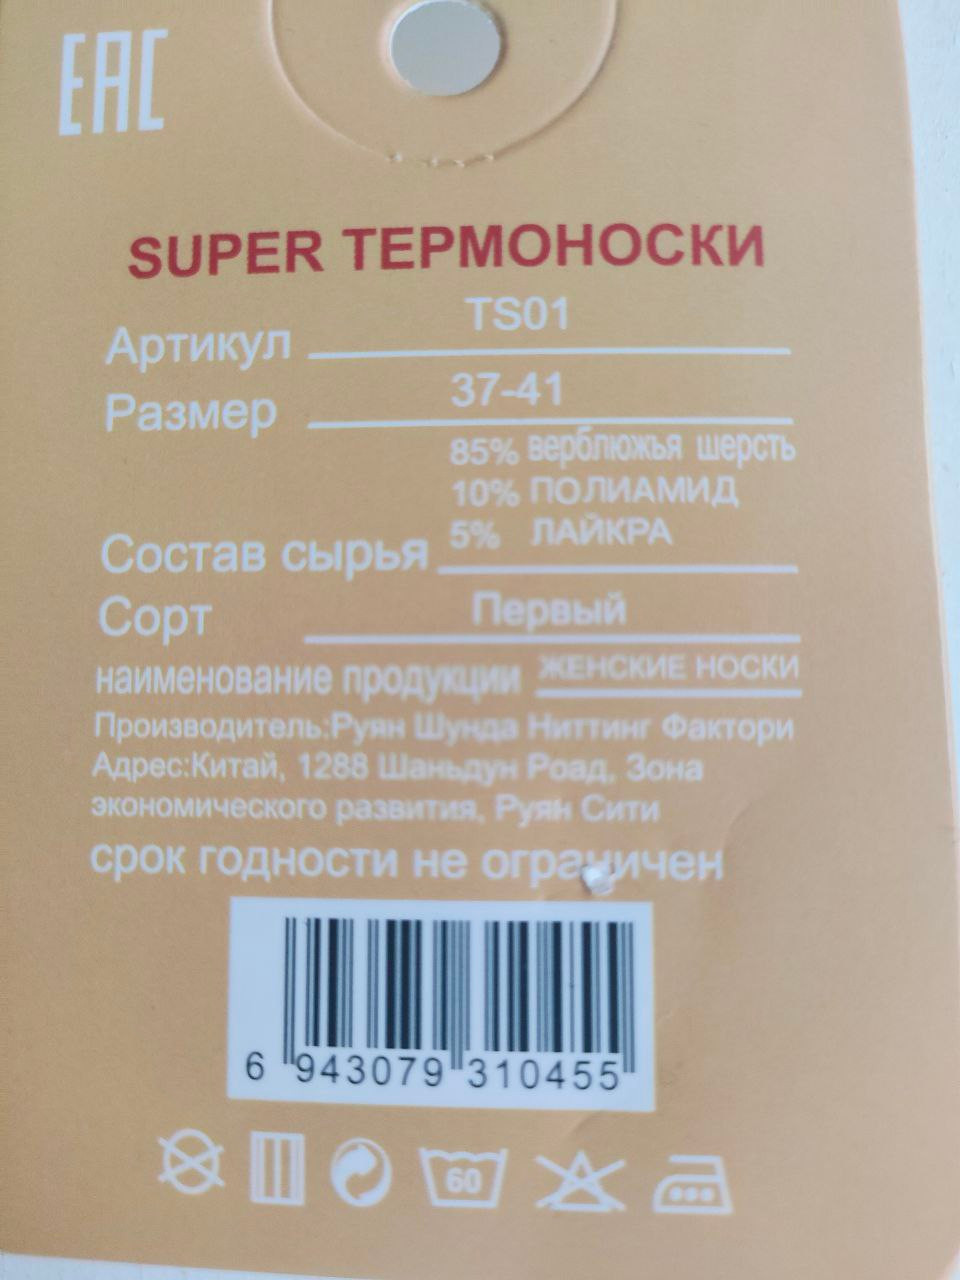 EAC
SUPER ТЕРМОНОСКИ
Артикул TS01
Размер 37-41
85% верблюжья шерсть
10% ПОЛИАМИД
5% ЛАЙКРА
Состав сырья
Сорт Первый
наименование продукции ЖЕНСКИЕ НОСКИ
Производитель:Руян Шунда Ниттинг Фактори
Адрес:Китай, 1288 Шаньдун Роад, Зона
экономического развития, Руян Сити
срок годности не ограничен
6 943079 310455
60